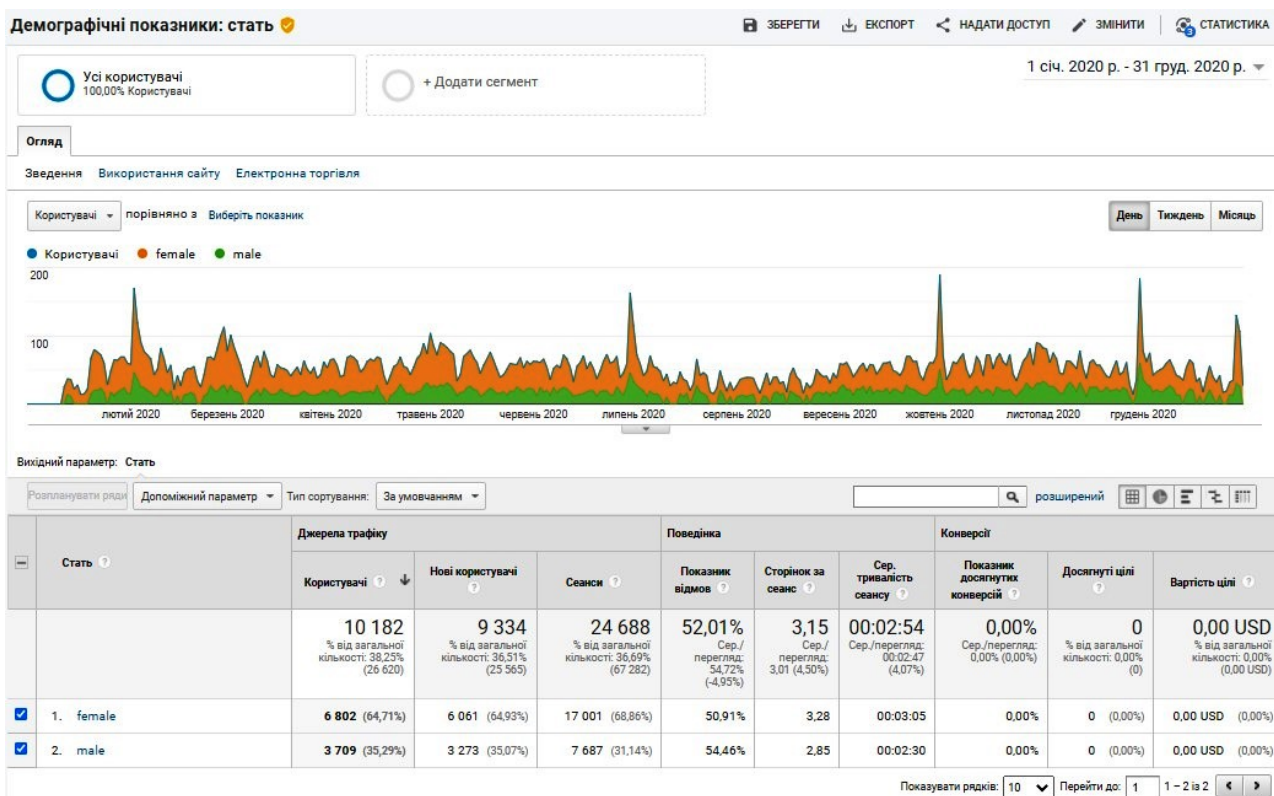 Демографічні показники: стать
ЗБЕРЕГТИ ЕКСПОРТ НАДАТИ ДОСТУП ЗМІНИТИ 3 СТАТИСТИКА
Усі користувачі
100,00% Користувачі
+ Додати сегмент
1 січ. 2020 р. - 31 груд. 2020 р.
Огляд
Зведення Використання сайту Електронна торгівля
Користувачі порівняно з Виберіть показник
День Тиждень Місяць
Користувачі female male
200
100
лютий 2020 березень 2020 квітень 2020 травень 2020 червень 2020 липень 2020 серпень 2020 вересень 2020 жовтень 2020 листопад 2020 грудень 2020
Вихідний параметр: Стать
Розпланувати ряди Допоміжний параметр Тип сортування: За умовчанням розширений
Стать ?
Джерела трафіку Поведінка Конверсії
Користувачі ? Нові користувачі ? Сеанси ? Показник відмов ? Сторінок за сеанс ? Сер. тривалість сеансу ? Показник досягнутих конверсій ? Досягнуті цілі ? Вартість цілі ?
10 182 9 334 24 688 52,01% 3,15 00:02:54 0,00% 0 0,00 USD
% від загальної кількості: 38,25% (26 620) % від загальної кількості: 36,51% (25 565) % від загальної кількості: 36,69% (67 282) Сер./перегляд: 54,72% (-4,95%) Сер./перегляд: 3,01 (4,50%) Сер./перегляд: 00:02:47 (4,07%) Сер./перегляд: 0,00% (0,00%) % від загальної кількості: 0,00% (0) % від загальної кількості: 0,00% (0,00 USD)
1. female 6 802 (64,71%) 6 061 (64,93%) 17 001 (68,86%) 50,91% 3,28 00:03:05 0,00% 0 (0,00%) 0,00 USD (0,00%)
2. male 3 709 (35,29%) 3 273 (35,07%) 7 687 (31,14%) 54,46% 2,85 00:02:30 0,00% 0 (0,00%) 0,00 USD (0,00%)
Показувати рядків: 10 Перейти до: 1 1 – 2 із 2